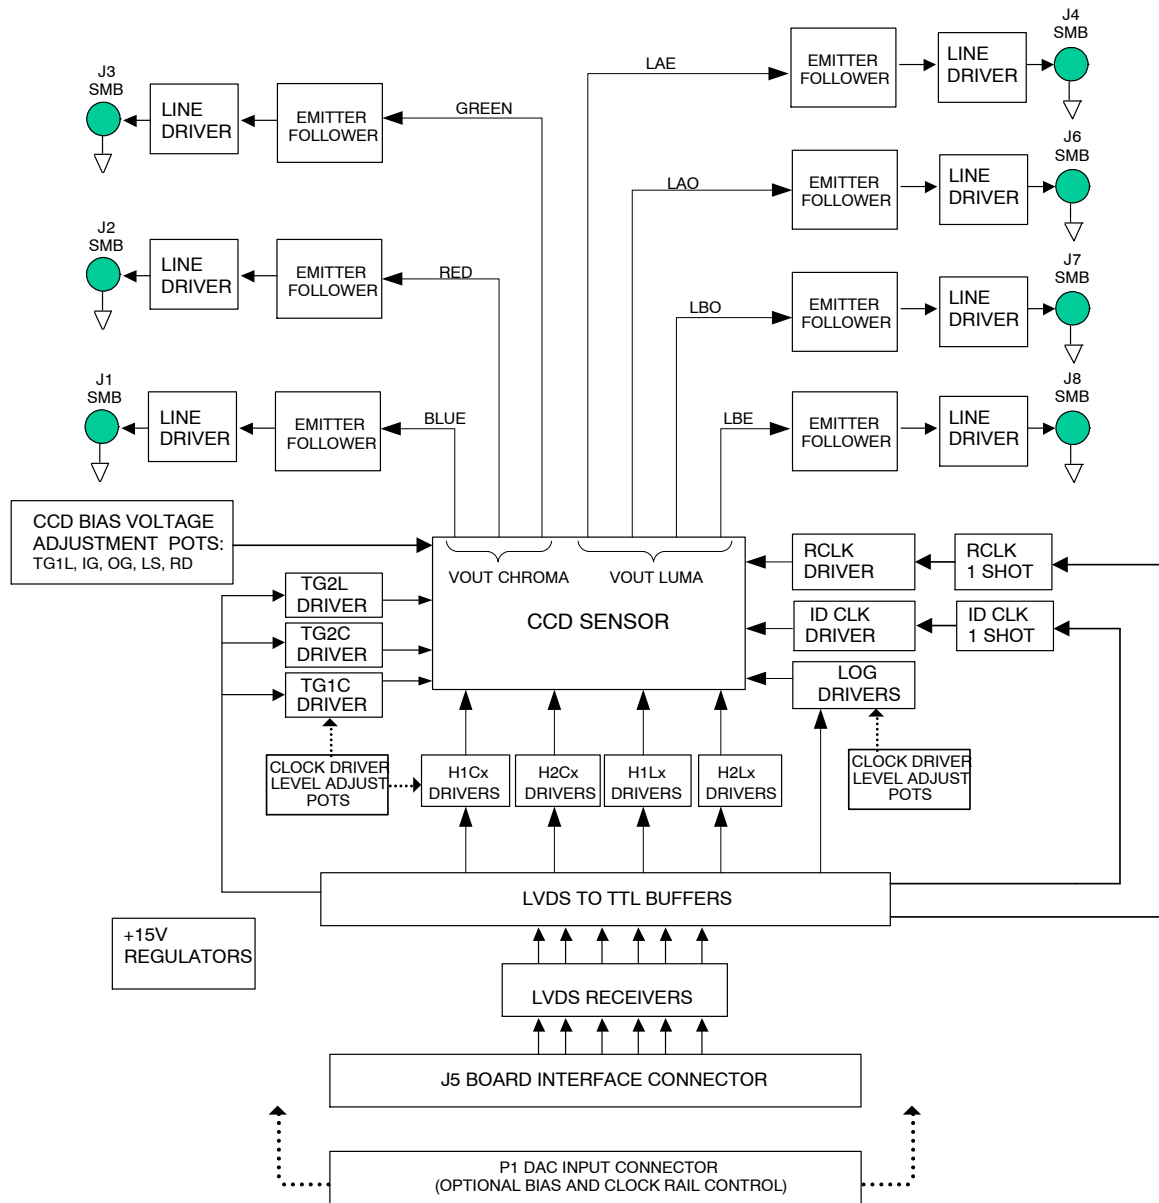 J4
SMB
LAE
EMITTER
FOLLOWER
LINE
DRIVER
J3
SMB
LINE
DRIVER
EMITTER
FOLLOWER
GREEN
J6
SMB
LAO
EMITTER
FOLLOWER
LINE
DRIVER
J2
SMB
LINE
DRIVER
EMITTER
FOLLOWER
RED
J7
SMB
LBO
EMITTER
FOLLOWER
LINE
DRIVER
J1
SMB
LINE
DRIVER
EMITTER
FOLLOWER
BLUE
J8
SMB
LBE
EMITTER
FOLLOWER
LINE
DRIVER
CCD BIAS VOLTAGE
ADJUSTMENT POTS:
TG1L, IG, OG, LS, RD
VOUT CHROMA
VOUT LUMA
CCD SENSOR
RCLK
DRIVER
RCLK
1 SHOT
TG2L
DRIVER
TG2C
DRIVER
TG1C
DRIVER
ID CLK
DRIVER
ID CLK
1 SHOT
LOG
DRIVERS
CLOCK DRIVER
LEVEL ADJUST
POTS
H1Cx
DRIVERS
H2Cx
DRIVERS
H1Lx
DRIVERS
H2Lx
DRIVERS
CLOCK DRIVER
LEVEL ADJUST
POTS
LVDS TO TTL BUFFERS
+15V
REGULATORS
LVDS RECEIVERS
J5 BOARD INTERFACE CONNECTOR
P1 DAC INPUT CONNECTOR
(OPTIONAL BIAS AND CLOCK RAIL CONTROL)